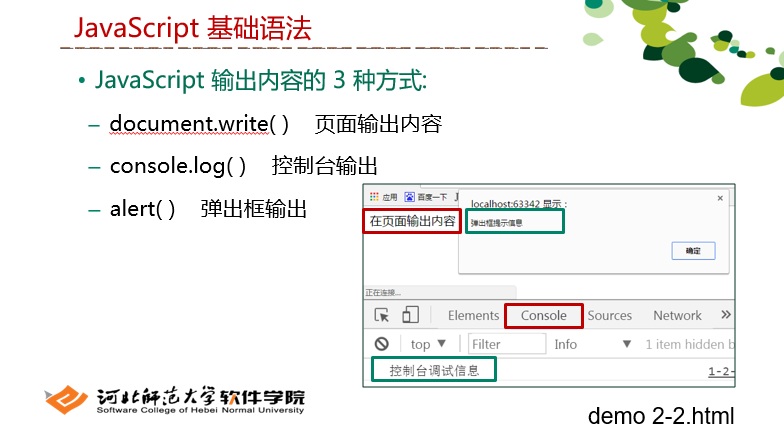 JavaScript 基础语法
• JavaScript 输出内容的 3 种方式:
– document.write( ) 页面输出内容
– console.log( ) 控制台输出
– alert( ) 弹出框输出
应用 百度一下
localhost:63342 显示：
×
在页面输出内容
弹出框提示信息
确定
正在连接...
Elements Console Sources Network »
top ▼ Filter Info ▼ 1 item hidden b
控制台调试信息 1-2-
河北师范大学软件学院
Software College of Hebei Normal University
demo 2-2.html